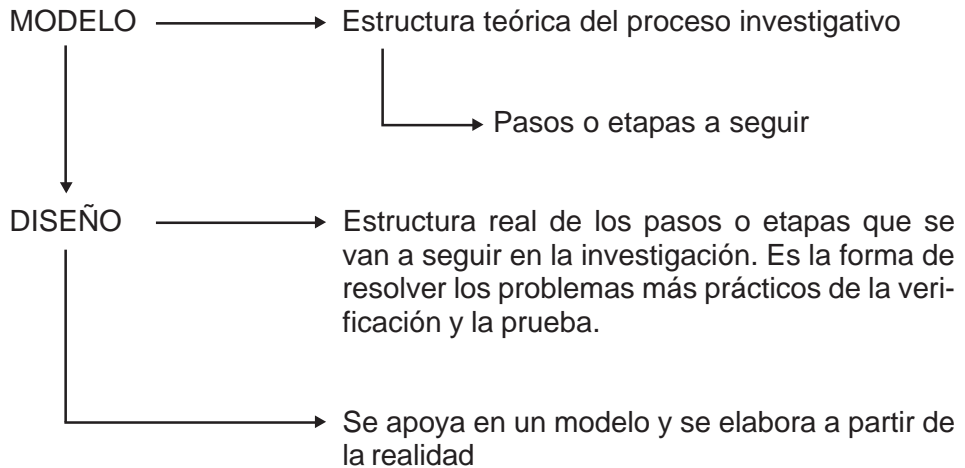 MODELO Estructura teórica del proceso investigativo
Pasos o etapas a seguir
DISEÑO Estructura real de los pasos o etapas que se
van a seguir en la investigación. Es la forma de
resolver los problemas más prácticos de la veri-
ficación y la prueba.
Se apoya en un modelo y se elabora a partir de
la realidad